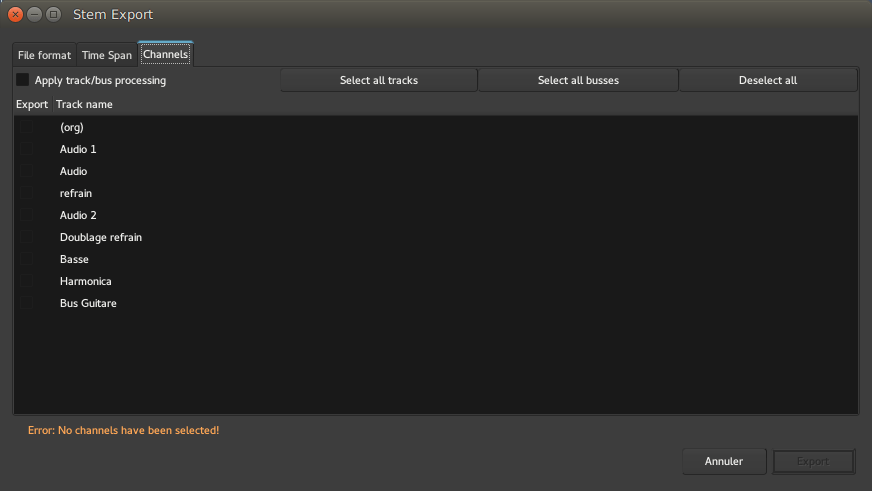 Stem Export
File format Time Span Channels
Apply track/bus processing Select all tracks Select all busses Deselect all
Export Track name
(org)
Audio 1
Audio
refrain
Audio 2
Doublage refrain
Basse
Harmonica
Bus Guitare
Error: No channels have been selected!
Annuler Export